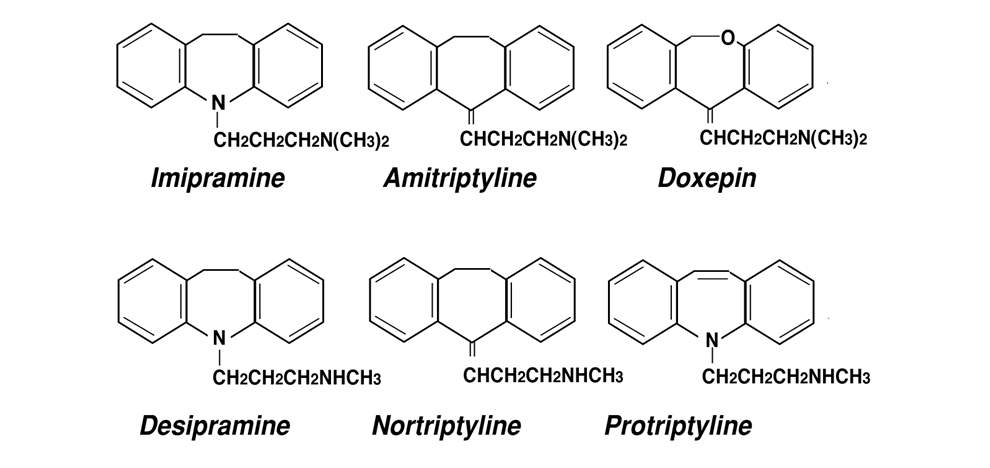 O
N
CH2CH2CH2N(CH3)2
CHCH2CH2N(CH3)2
CHCH2CH2N(CH3)2
Imipramine
Amitriptyline
Doxepin
N
N
CH2CH2CH2NHCH3
CHCH2CH2NHCH3
CH2CH2CH2NHCH3
Desipramine
Nortriptyline
Protriptyline